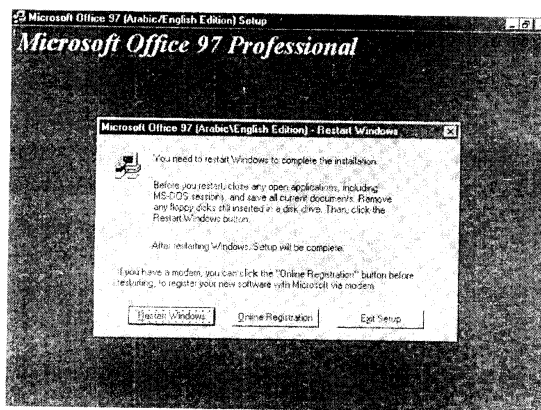 Microsoft Office 97 (Arabic/English Edition) Setup
Microsoft Office 97 Professional
Microsoft Office 97 (Arabic\English Edition) - Restart Windows
You need to restart Windows to complete the installation.
Before you restart, close any open applications, including
MS-DOS sessions, and save all current documents. Remove
any floppy disks still inserted in a disk drive. Then, click the
Restart Windows button.
After restarting Windows, Setup will be complete.
If you have a modem, you can click the "Online Registration" button before
restarting, to register your new software with Microsoft via modem.
Restart Windows
Online Registration
Exit Setup